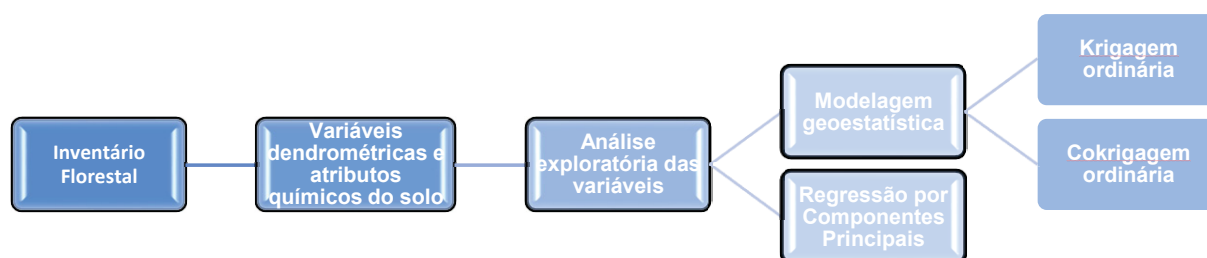 Inventário
Florestal
Variáveis
dendrométricas e
atributos
químicos do solo
Análise
exploratória das
variáveis
Modelagem
geoestatística
Regressão por
Componentes
Principais
Krigagem
ordinária
Cokrigagem
ordinária